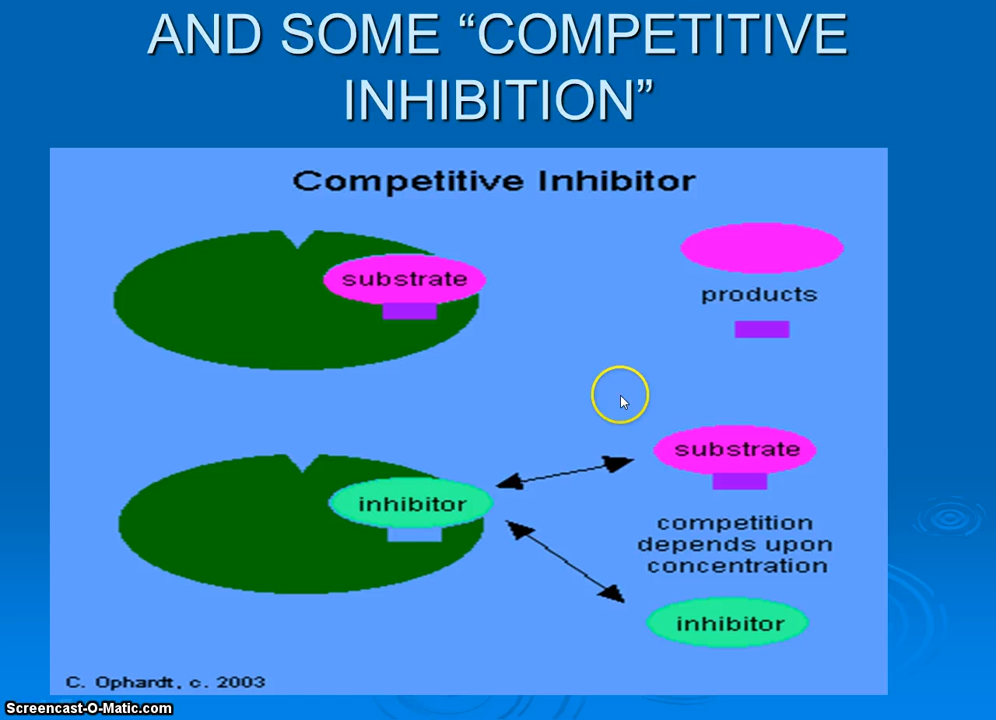 AND SOME “COMPETITIVE
INHIBITION”
Competitive Inhibitor
substrate
products
substrate
inhibitor
competition
depends upon
concentration
inhibitor
C. Ophardt, c. 2003
Screencast-O-Matic.com